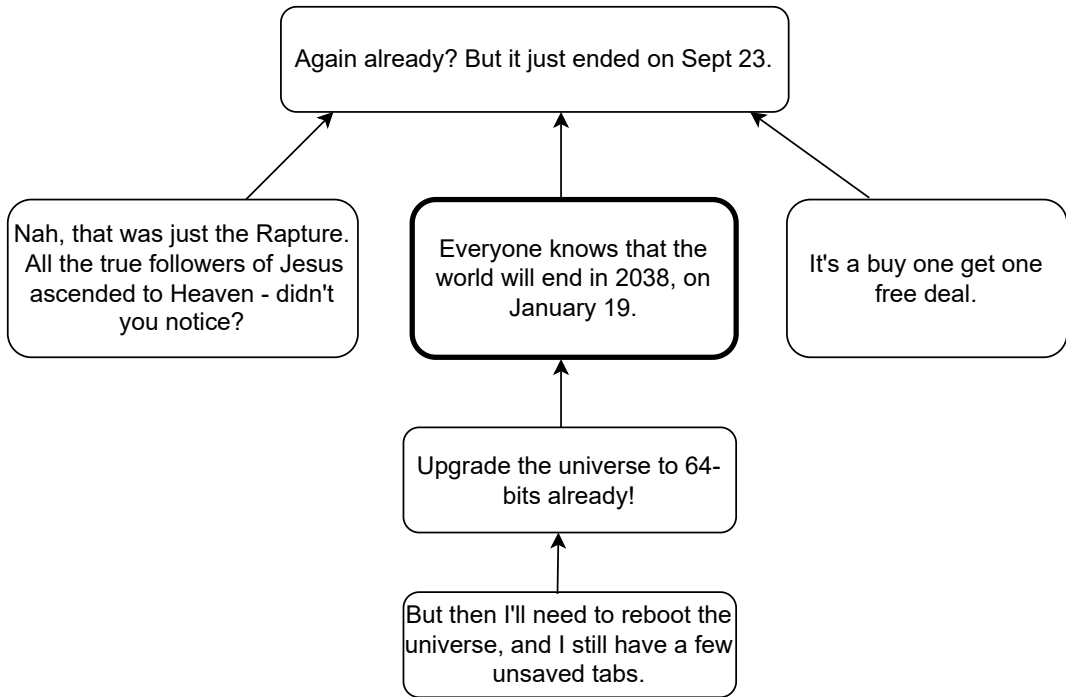 Again already? But it just ended on Sept 23.
Nah, that was just the Rapture.
All the true followers of Jesus
ascended to Heaven - didn't
you notice?
Everyone knows that the
world will end in 2038, on
January 19.
It's a buy one get one
free deal.
Upgrade the universe to 64-
bits already!
But then I'll need to reboot the
universe, and I still have a few
unsaved tabs.